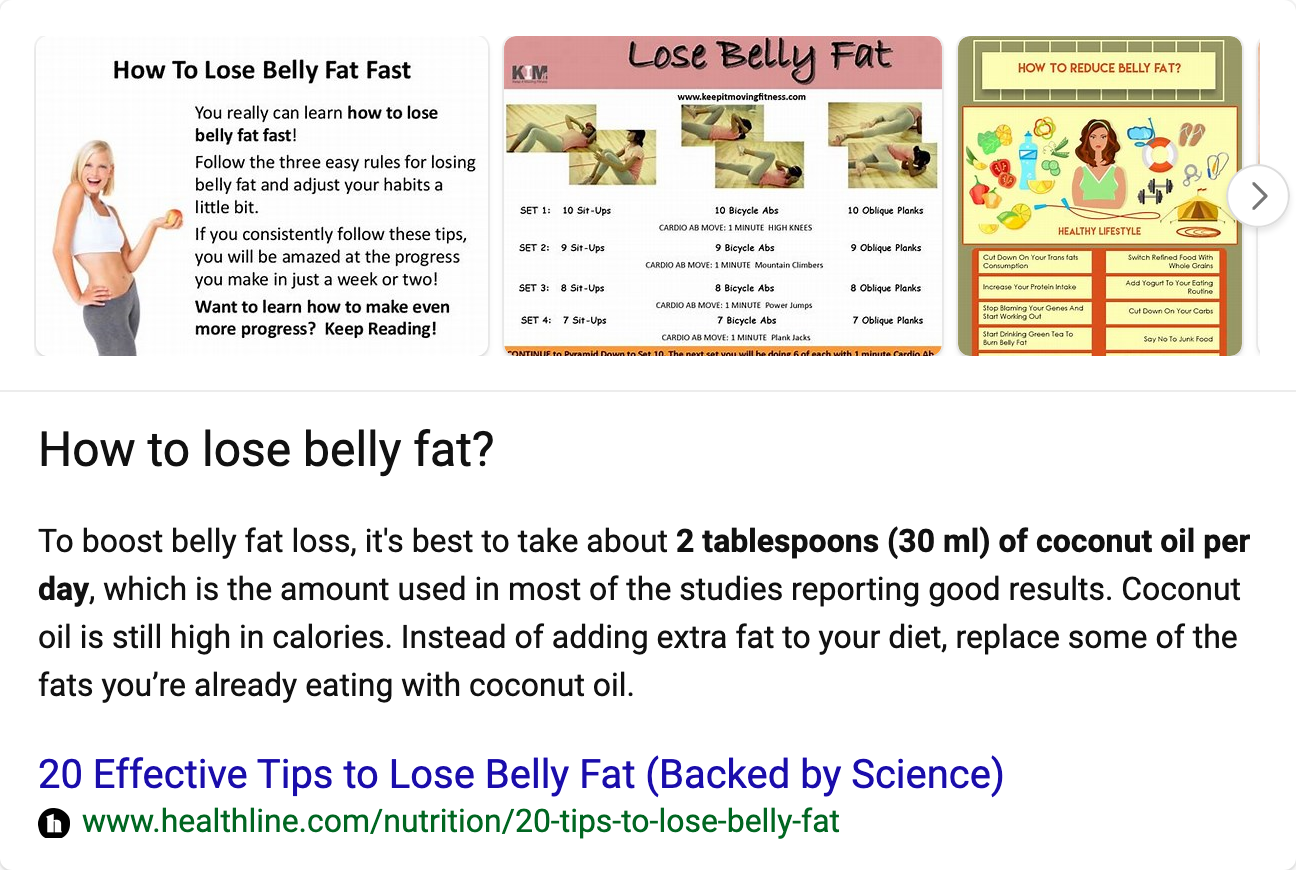 How To Lose Belly Fat Fast
You really can learn how to lose
belly fat fast!
Follow the three easy rules for losing
belly fat and adjust your habits a
little bit.
If you consistently follow these tips,
you will be amazed at the progress
you make in just a week or two!
Want to learn how to make even
more progress? Keep Reading!
Lose Belly Fat
KIM
www.keepitmovingfitness.com
SET 1: 10 Sit-Ups 10 Bicycle Abs 10 Oblique Planks
CARDIO AB MOVE: 1 MINUTE HIGH KNEES
SET 2: 9 Sit-Ups 9 Bicycle Abs 9 Oblique Planks
CARDIO AB MOVE: 1 MINUTE Mountain Climbers
SET 3: 8 Sit-Ups 8 Bicycle Abs 8 Oblique Planks
CARDIO AB MOVE: 1 MINUTE Power Jumps
SET 4: 7 Sit-Ups 7 Bicycle Abs 7 Oblique Planks
CARDIO AB MOVE: 1 MINUTE Plank Jacks
CONTINUE to Pyramid Down to Set 10. The next set you will be doing 6 of each with 1 minute Cardio Ab
HOW TO REDUCE BELLY FAT?
HEALTHY LIFESTYLE
Cut Down On Your Trans fats
Consumption
Switch Refined Food With
Whole Grains
Increase Your Protein Intake
Add Yogurt To Your Eating
Routine
Stop Blaming Your Genes And
Start Working Out
Cut Down On Your Carbs
Start Drinking Green Tea To
Burn Belly Fat
Say No To Junk Food
How to lose belly fat?
To boost belly fat loss, it's best to take about 2 tablespoons (30 ml) of coconut oil per
day, which is the amount used in most of the studies reporting good results. Coconut
oil is still high in calories. Instead of adding extra fat to your diet, replace some of the
fats you’re already eating with coconut oil.
20 Effective Tips to Lose Belly Fat (Backed by Science)
h www.healthline.com/nutrition/20-tips-to-lose-belly-fat